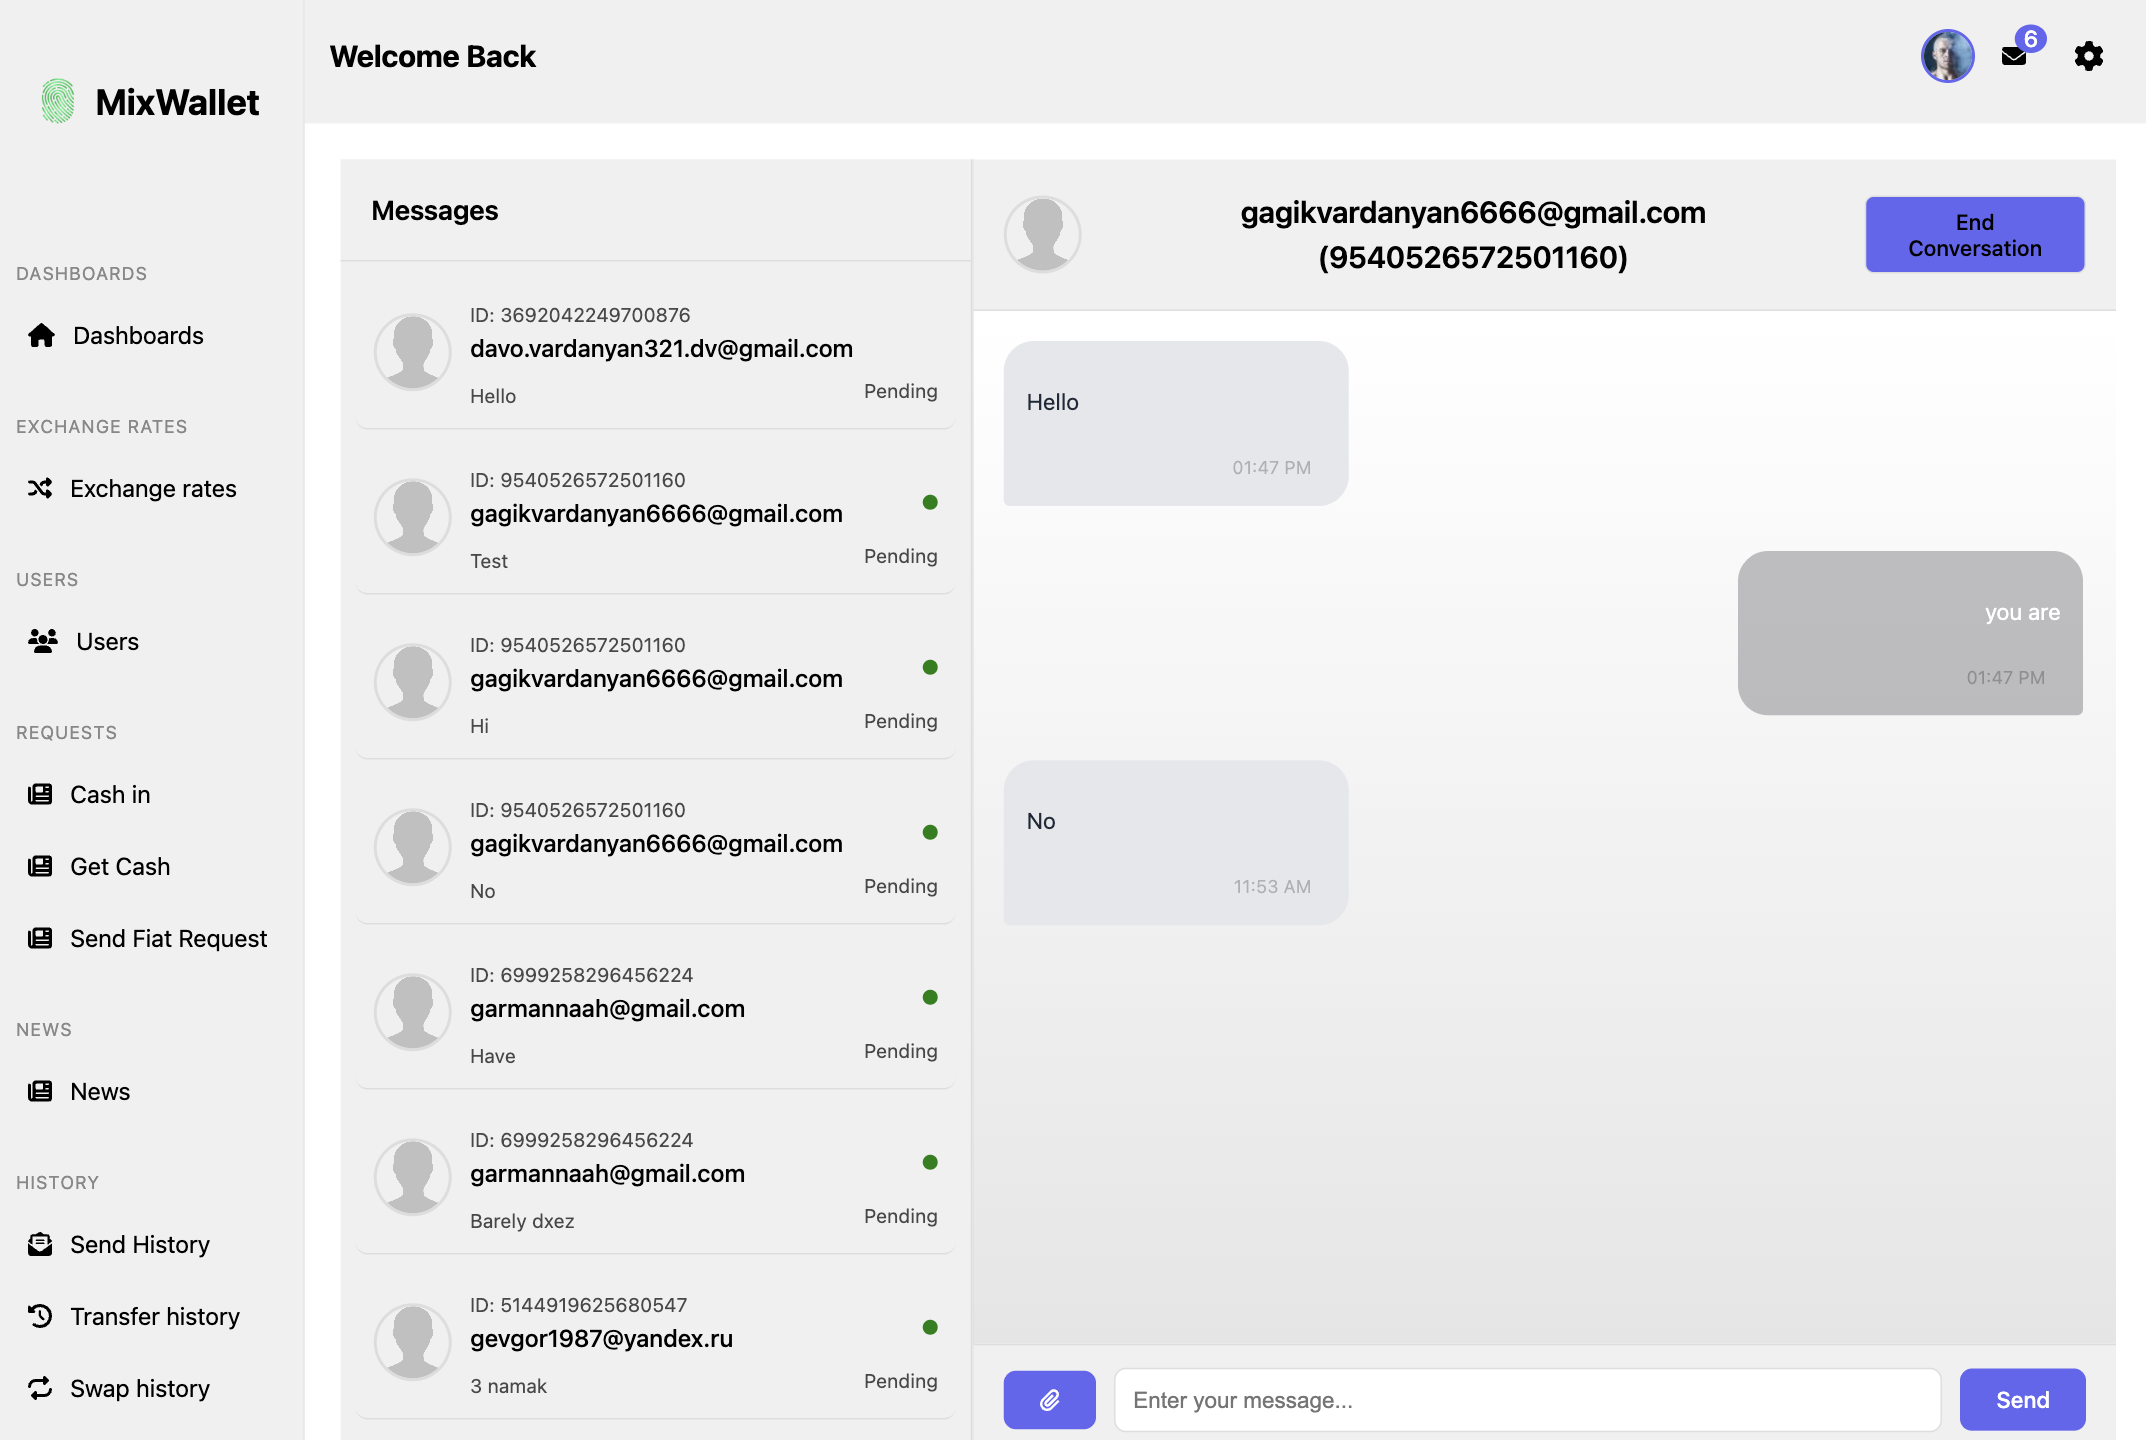 MixWallet
DASHBOARDS
Dashboards
EXCHANGE RATES
Exchange rates
USERS
Users
REQUESTS
Cash in
Get Cash
Send Fiat Request
NEWS
News
HISTORY
Send History
Transfer history
Swap history
Welcome Back
6
Messages
ID: 3692042249700876
davo.vardanyan321.dv@gmail.com
Hello
Pending
ID: 9540526572501160
gagikvardanyan6666@gmail.com
Test
Pending
ID: 9540526572501160
gagikvardanyan6666@gmail.com
Hi
Pending
ID: 9540526572501160
gagikvardanyan6666@gmail.com
No
Pending
ID: 6999258296456224
garmannaah@gmail.com
Have
Pending
ID: 6999258296456224
garmannaah@gmail.com
Barely dxez
Pending
ID: 5144919625680547
gevgor1987@yandex.ru
3 namak
Pending
gagikvardanyan6666@gmail.com
(9540526572501160)
End
Conversation
Hello
01:47 PM
you are
01:47 PM
No
11:53 AM
Enter your message...
Send